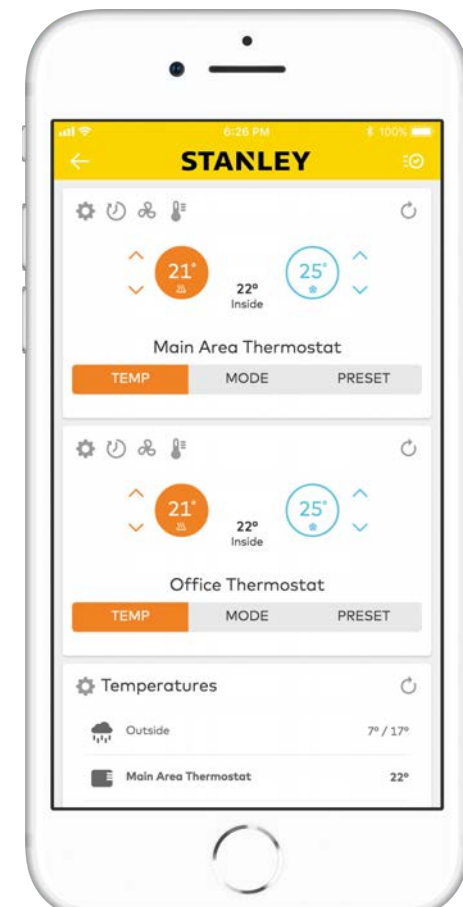 6:26 PM 100%
STANLEY
21° 25°
22°
Inside
Main Area Thermostat
TEMP MODE PRESET
21° 25°
22°
Inside
Office Thermostat
TEMP MODE PRESET
Temperatures
Outside 7° / 17°
Main Area Thermostat 22°